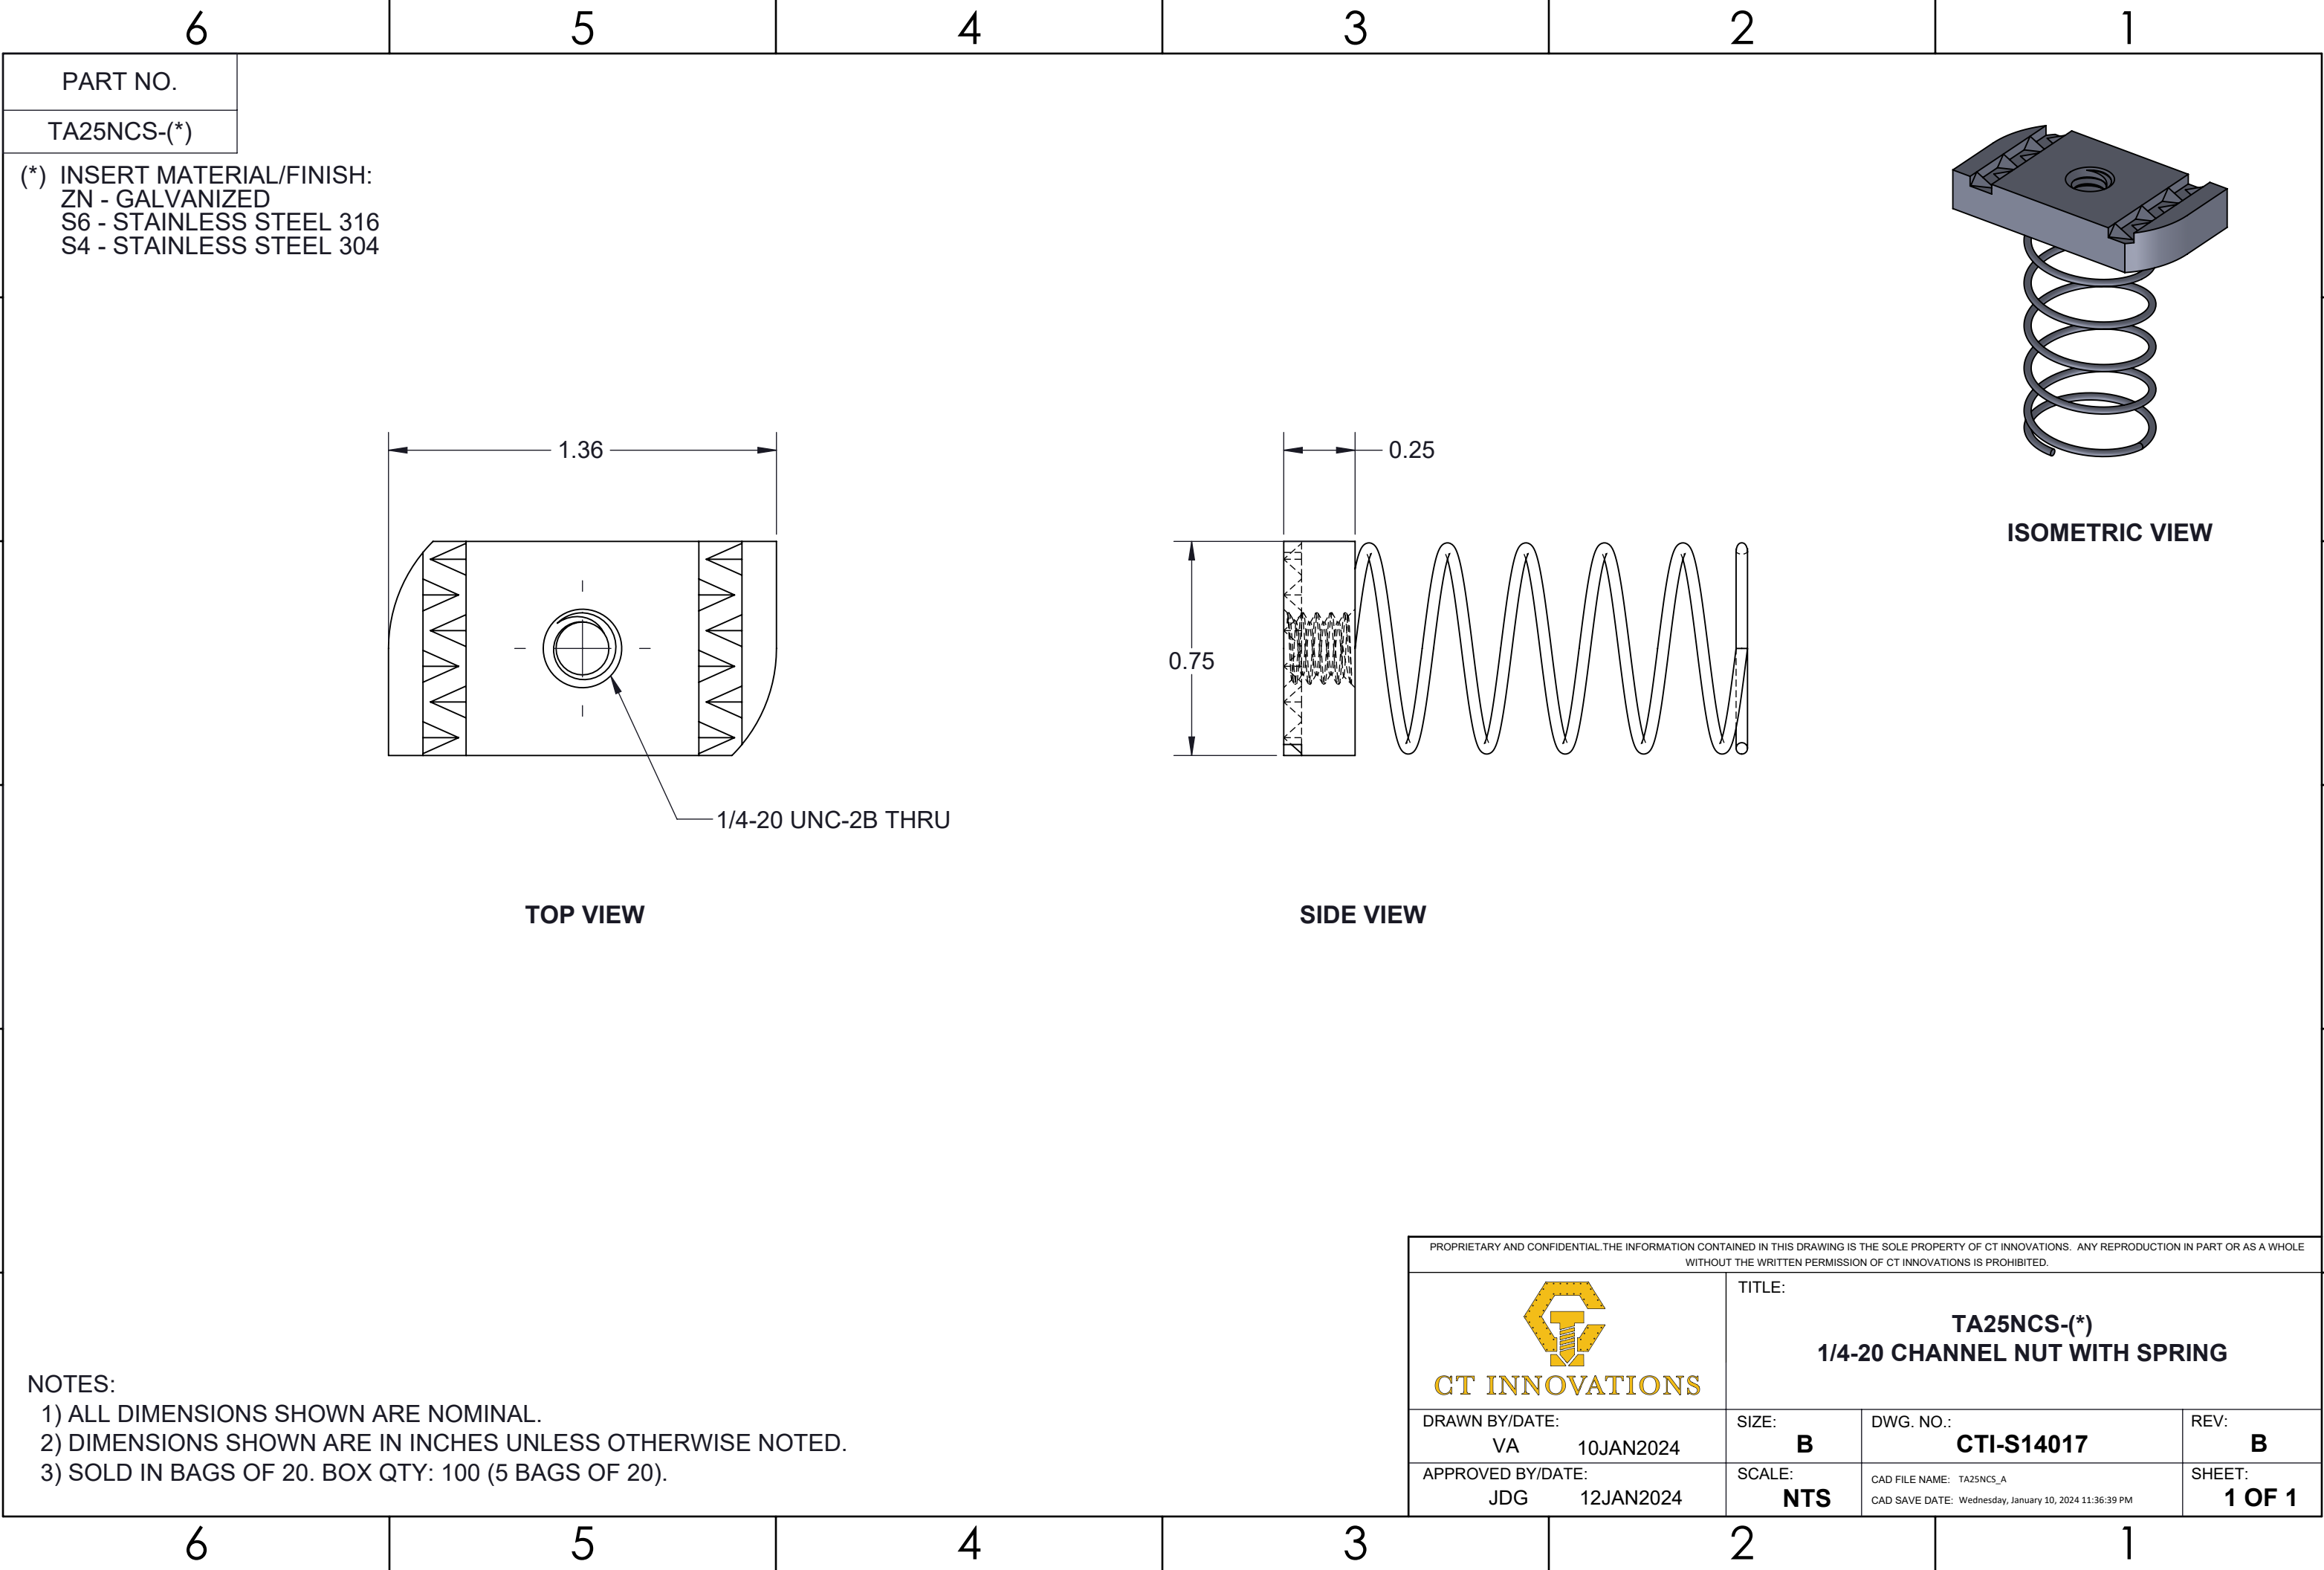 6 5 4 3 2 1
PART NO.
TA25NCS-(*)
(*) INSERT MATERIAL/FINISH:
ZN - GALVANIZED
S6 - STAINLESS STEEL 316
S4 - STAINLESS STEEL 304
ISOMETRIC VIEW
1.36
1/4-20 UNC-2B THRU
TOP VIEW
0.25
0.75
SIDE VIEW
NOTES:
1) ALL DIMENSIONS SHOWN ARE NOMINAL.
2) DIMENSIONS SHOWN ARE IN INCHES UNLESS OTHERWISE NOTED.
3) SOLD IN BAGS OF 20. BOX QTY: 100 (5 BAGS OF 20).
PROPRIETARY AND CONFIDENTIAL.THE INFORMATION CONTAINED IN THIS DRAWING IS THE SOLE PROPERTY OF CT INNOVATIONS. ANY REPRODUCTION IN PART OR AS A WHOLE
WITHOUT THE WRITTEN PERMISSION OF CT INNOVATIONS IS PROHIBITED.
CT INNOVATIONS
TITLE:
TA25NCS-(*)
1/4-20 CHANNEL NUT WITH SPRING
DRAWN BY/DATE:
VA 10JAN2024
SIZE:
B
DWG. NO.:
CTI-S14017
REV:
B
APPROVED BY/DATE:
JDG 12JAN2024
SCALE:
NTS
CAD FILE NAME: TA25NCS_A
CAD SAVE DATE: Wednesday, January 10, 2024 11:36:39 PM
SHEET:
1 OF 1
6 5 4 3 2 1